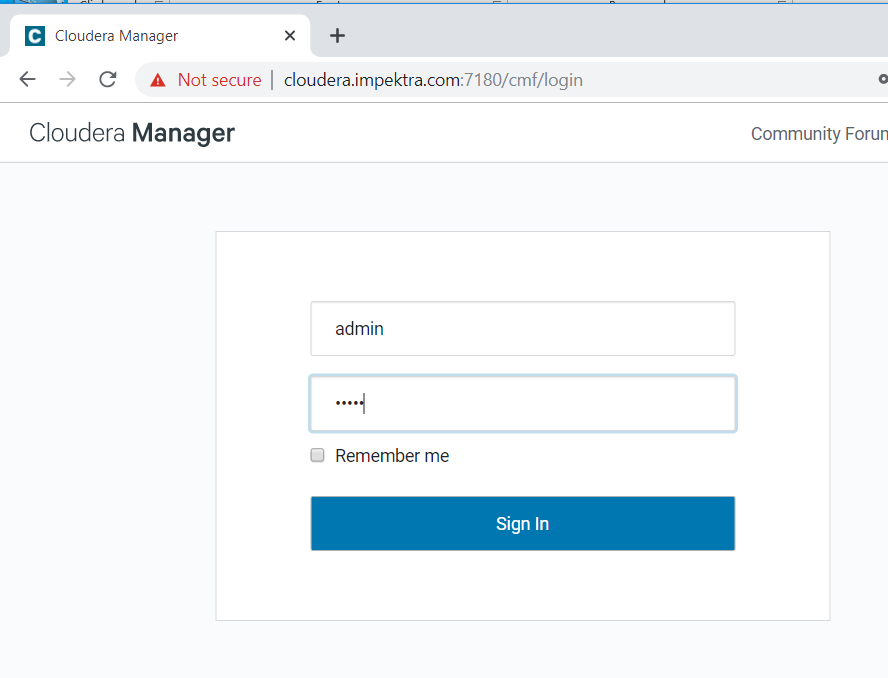 Cloudera Manager
Not secure | cloudera.impektra.com:7180/cmf/login
Cloudera Manager
Community Forun
admin
•••••
Remember me
Sign In